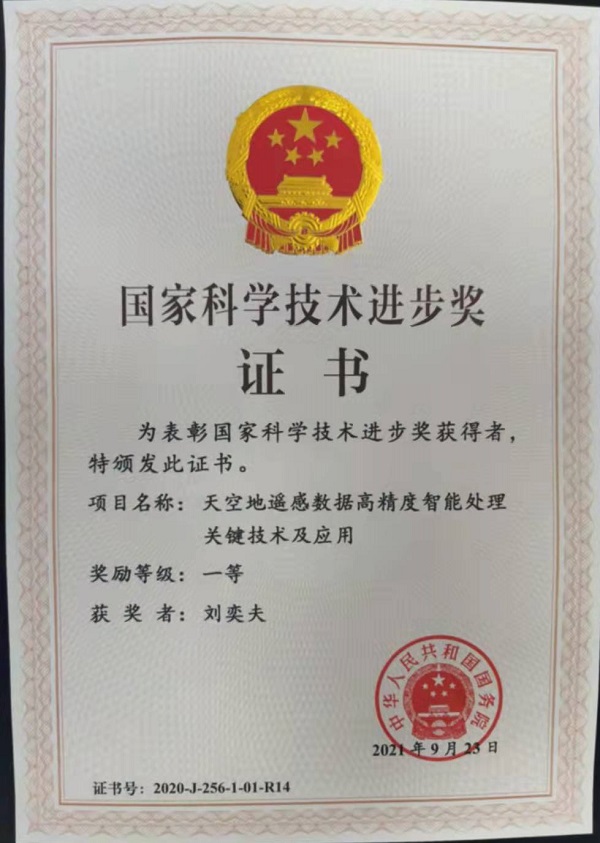 国家科学技术进步奖
证书
为表彰国家科学技术进步奖获得者，
特颁发此证书。
项目名称：天空地遥感数据高精度智能处理
关键技术及应用
奖励等级：一等
获奖者：刘奕夫
中华人民共和国国务院
2021年9月23日
证书号：2020-J-256-1-01-R14